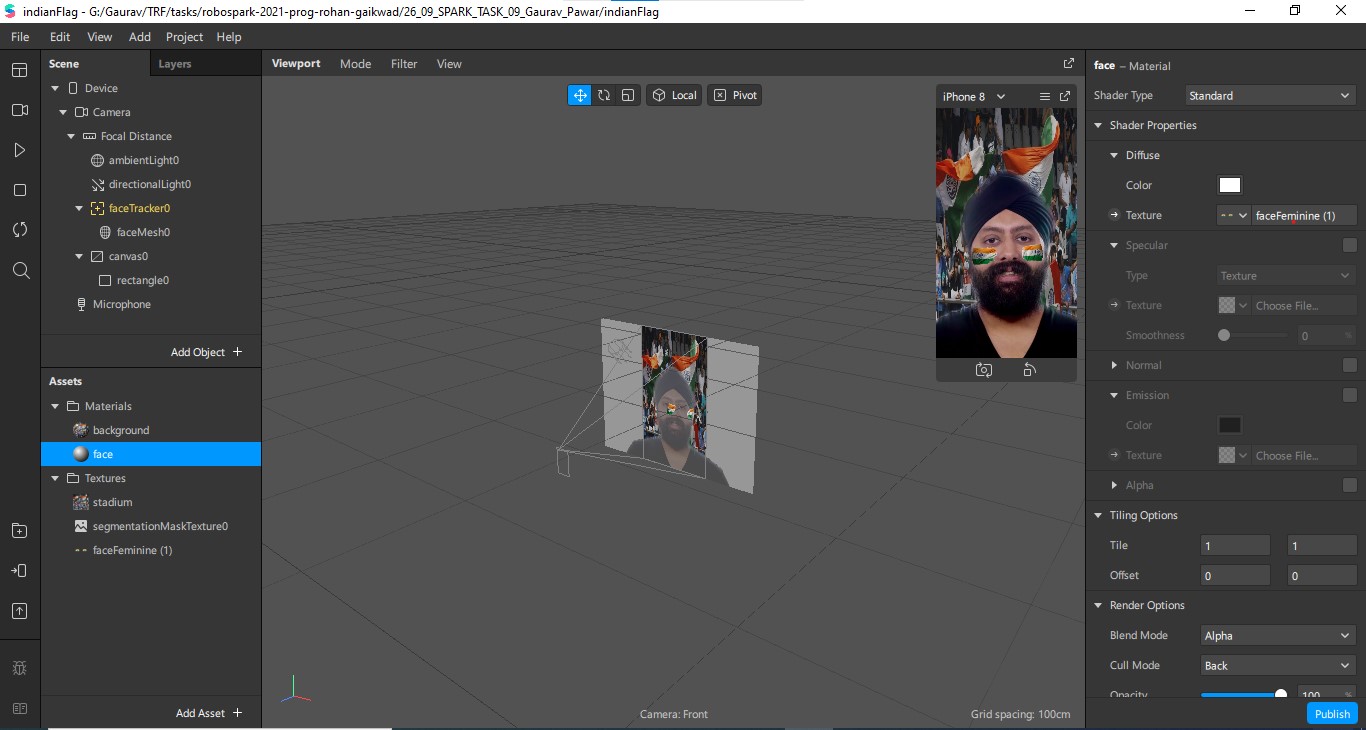 indianFlag - G:/Gaurav/TRF/tasks/robospark-2021-prog-rohan-gaikwad/26_09_SPARK_TASK_09_Gaurav_Pawar/indianFlag
File Edit View Add Project Help
Scene Layers
Device
Camera
Focal Distance
ambientLight0
directionalLight0
faceTracker0
faceMesh0
canvas0
rectangle0
Microphone
Add Object +
Assets
Materials
background
face
Textures
stadium
segmentationMaskTexture0
faceFeminine (1)
Add Asset +
Viewport Mode Filter View
Local Pivot
iPhone 8
Camera: Front
Grid spacing: 100cm
face – Material
Shader Type Standard
Shader Properties
Diffuse
Color
Texture faceFeminine (1)
Specular
Type Texture
Texture Choose File...
Smoothness 0 %
Normal
Emission
Color
Texture Choose File...
Alpha
Tiling Options
Tile 1 1
Offset 0 0
Render Options
Blend Mode Alpha
Cull Mode Back
Opacity 100 %
Publish